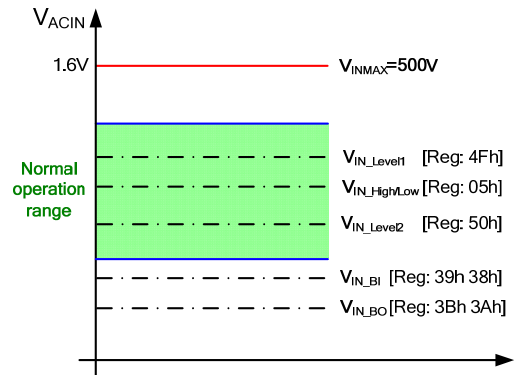 VACIN
1.6V
VINMAX=500V
Normal
operation
range
VIN_Level1 [Reg: 4Fh]
VIN_High/Low [Reg: 05h]
VIN_Level2 [Reg: 50h]
VIN_BI [Reg: 39h 38h]
VIN_BO [Reg: 3Bh 3Ah]